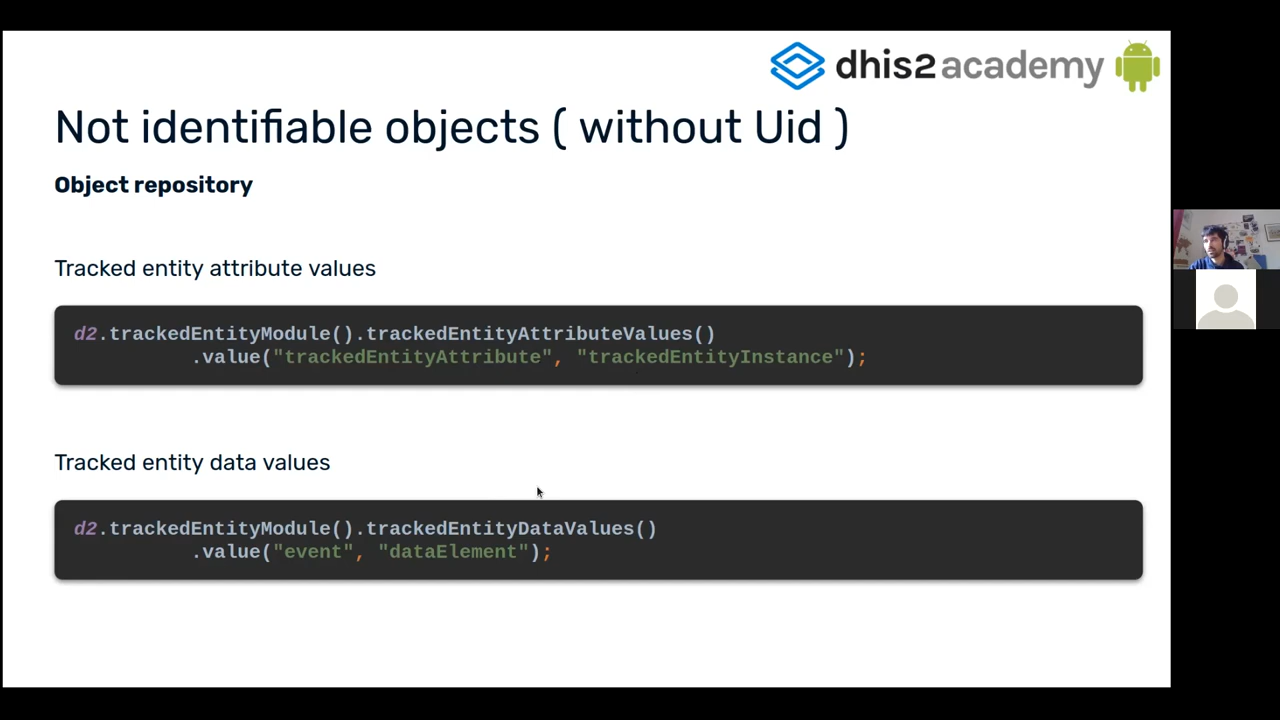 dhis2 academy
Not identifiable objects ( without Uid )
Object repository
Tracked entity attribute values
d2.trackedEntityModule().trackedEntityAttributeValues()
.value("trackedEntityAttribute", "trackedEntityInstance");
Tracked entity data values
d2.trackedEntityModule().trackedEntityDataValues()
.value("event", "dataElement");